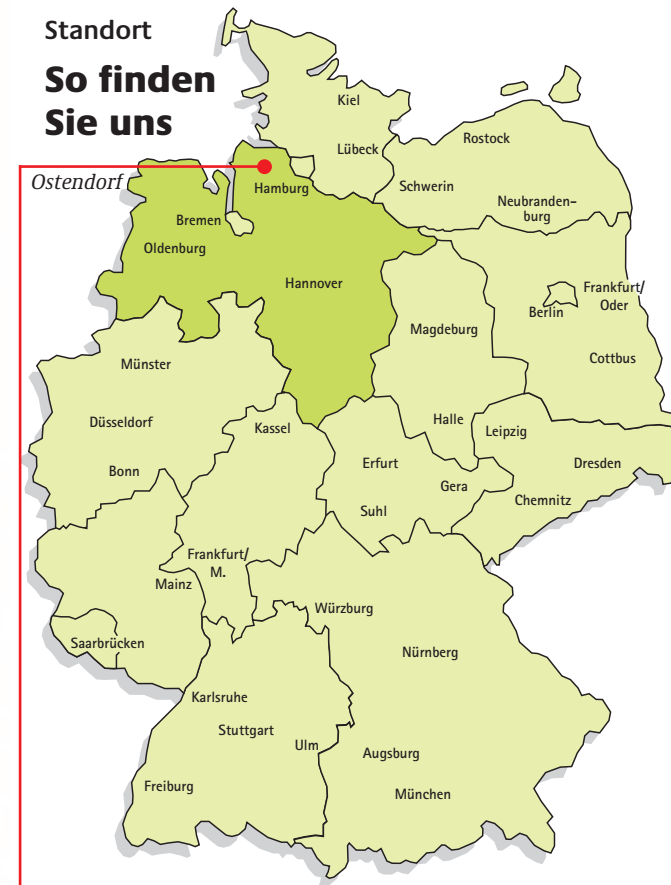 Standort
So finden
Sie uns
Ostendorf
Kiel
Lübeck
Rostock
Schwerin
Neubranden-
burg
Hamburg
Bremen
Oldenburg
Hannover
Frankfurt/
Oder
Berlin
Magdeburg
Cottbus
Münster
Düsseldorf
Kassel
Halle
Leipzig
Bonn
Erfurt
Gera
Dresden
Suhl
Chemnitz
Frankfurt/
M.
Mainz
Würzburg
Saarbrücken
Nürnberg
Karlsruhe
Stuttgart
Ulm
Augsburg
Freiburg
München